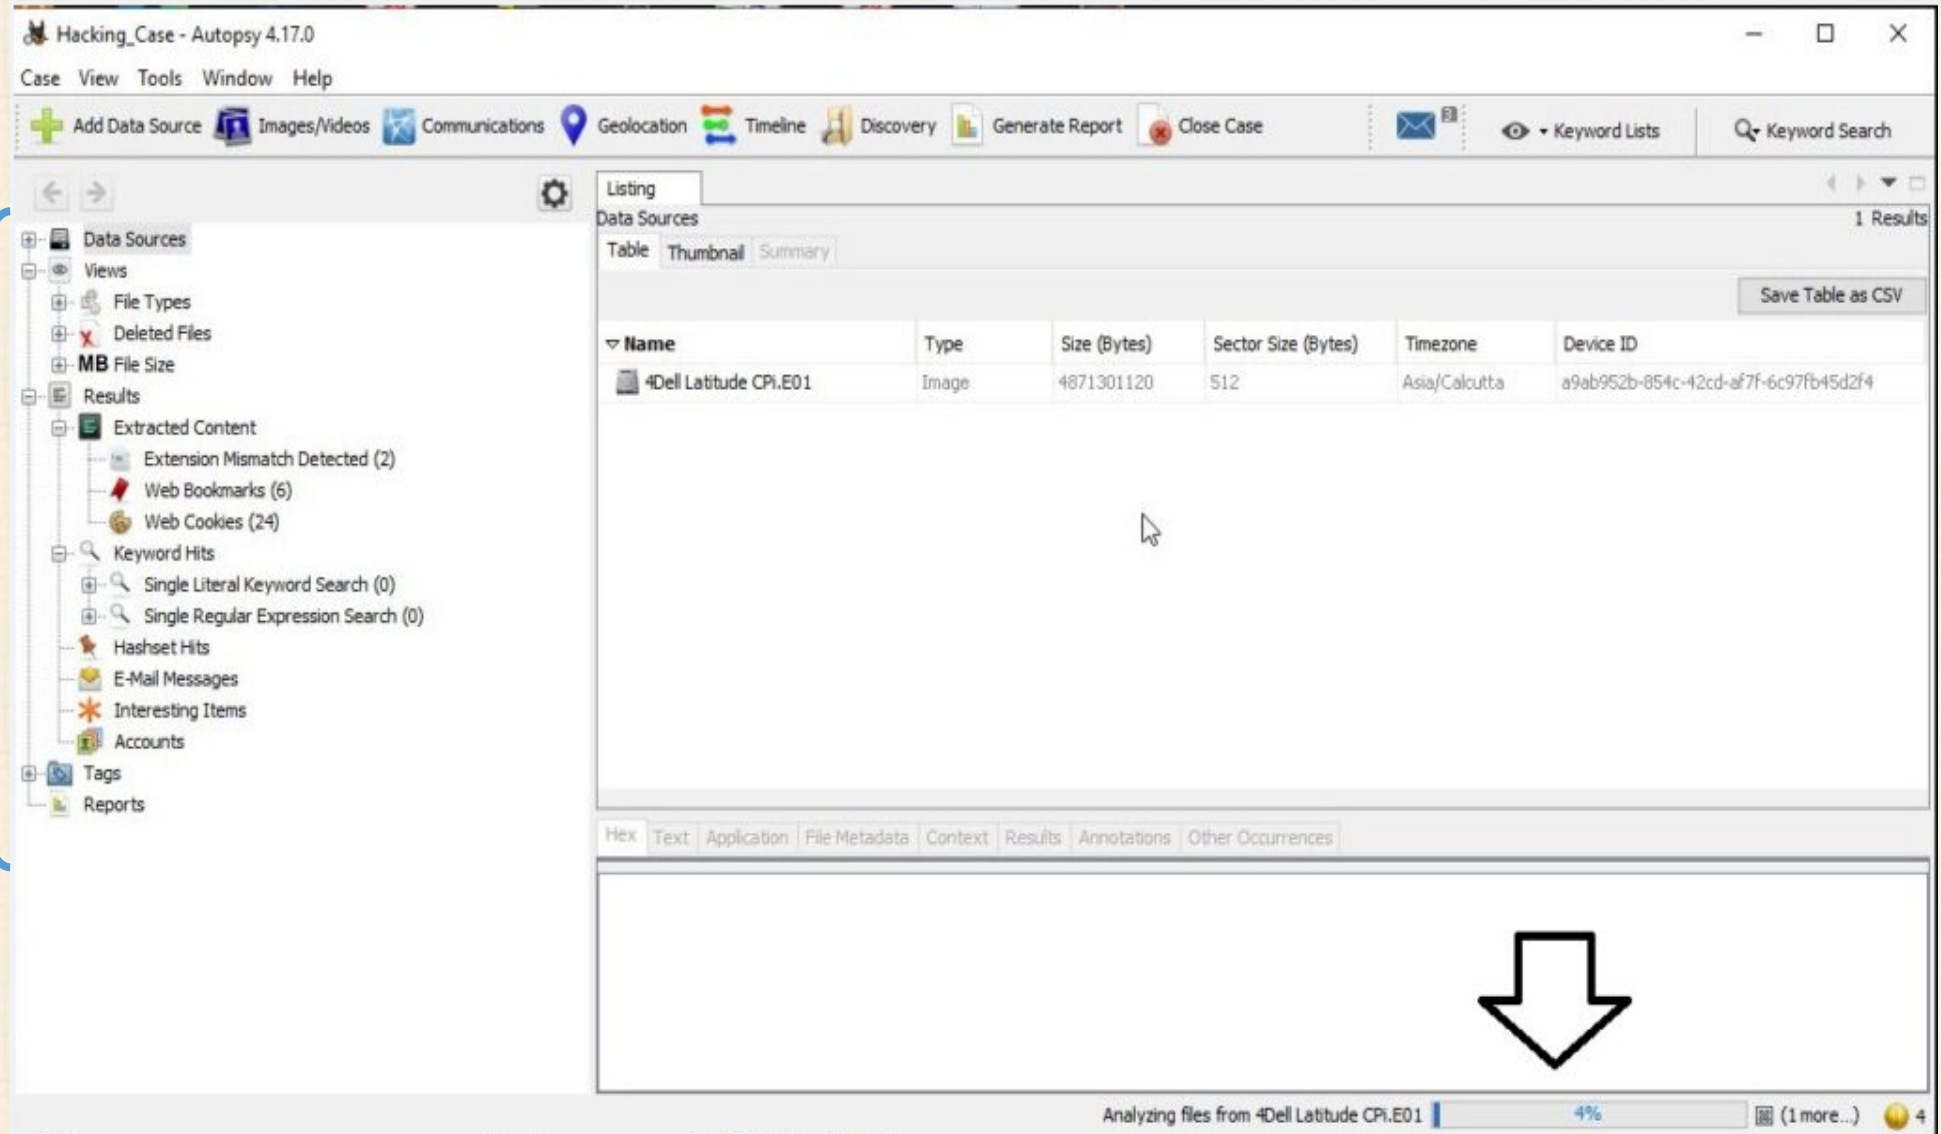 Hacking_Case - Autopsy 4.17.0
Case View Tools Window Help
Add Data Source Images/Videos Communications Geolocation Timeline Discovery Generate Report Close Case 3 Keyword Lists Keyword Search
Listing
Data Sources
1 Results
Table Thumbnail Summary
Save Table as CSV
Name Type Size (Bytes) Sector Size (Bytes) Timezone Device ID
4Dell Latitude CPi.E01 Image 4871301120 512 Asia/Calcutta a9ab952b-854c-42cd-af7f-6c97fb45d2f4
Data Sources
Views
File Types
Deleted Files
MB File Size
Results
Extracted Content
Extension Mismatch Detected (2)
Web Bookmarks (6)
Web Cookies (24)
Keyword Hits
Single Literal Keyword Search (0)
Single Regular Expression Search (0)
Hashset Hits
E-Mail Messages
Interesting Items
Accounts
Tags
Reports
Hex Text Application File Metadata Context Results Annotations Other Occurrences
Analyzing files from 4Dell Latitude CPi.E01 4% (1 more...) 4